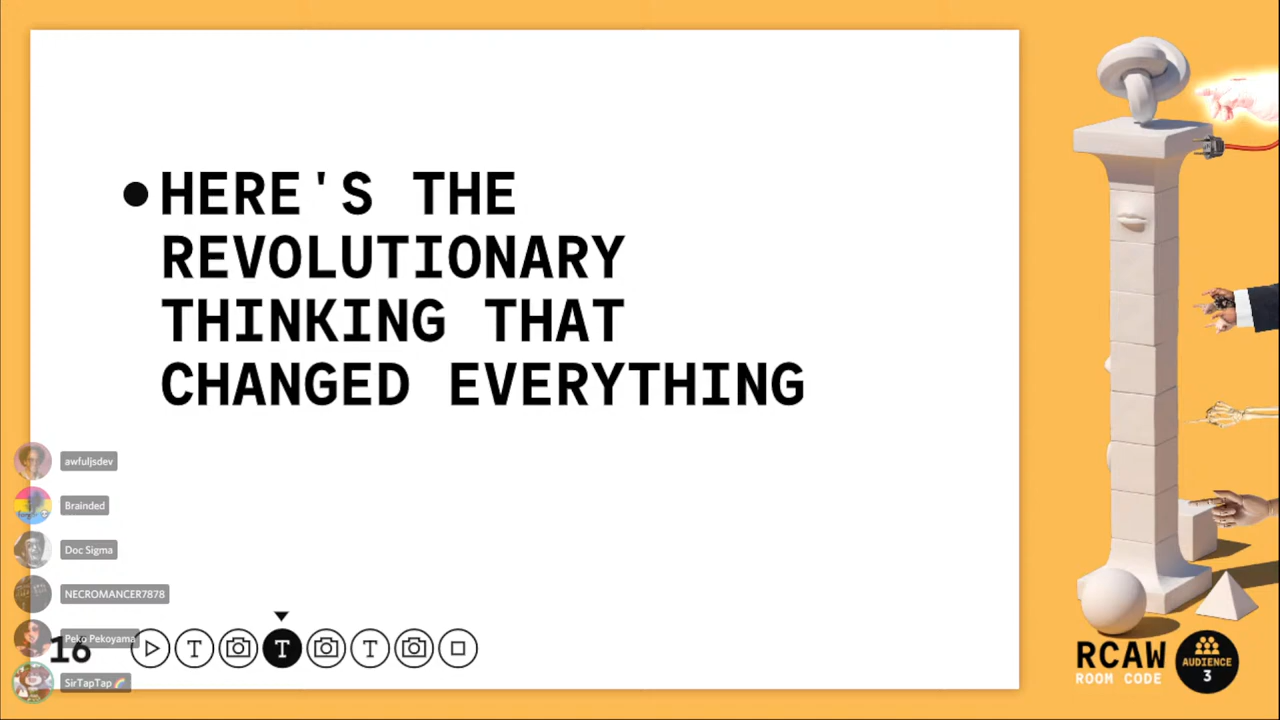 HERE'S THE
REVOLUTIONARY
THINKING THAT
CHANGED EVERYTHING
awfuljsdev
Brainded
Doc Sigma
NECROMANCER7878
Peko Pekoyama
SirTapTap
16
T
T
T
RCAW
ROOM CODE
AUDIENCE
3